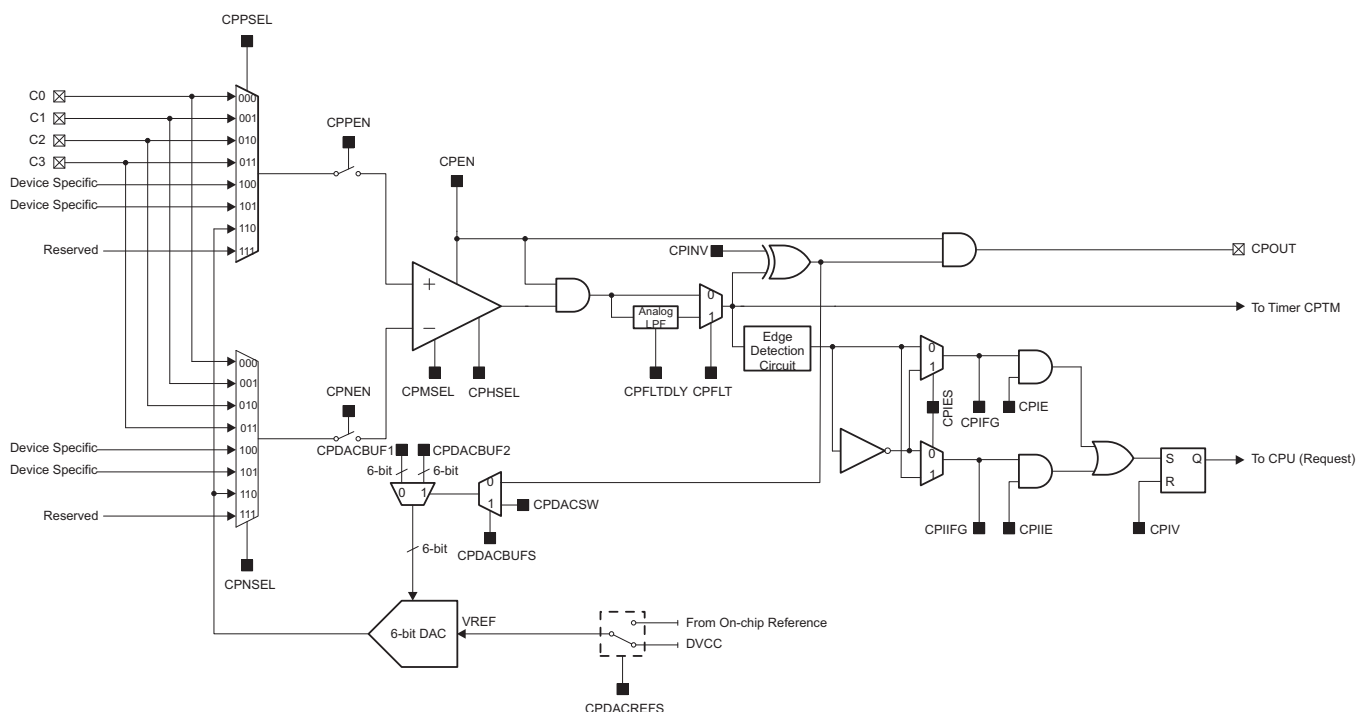 CPPSEL
C0
000
C1
001
CPPEN
C2
010
CPEN
C3
011
Device Specific
100
Device Specific
101
110
Reserved
111
CPINV
CPOUT
+
−
0
1
Analog
LPF
To Timer CPTM
Edge
Detection
Circuit
0
1
000
001
CPNEN
CPMSEL
CPHSEL
CPFLTDLY
CPFLT
CPIES
CPIFG
CPIE
010
011
Device Specific
100
CPDACBUF1
CPDACBUF2
6-bit
6-bit
0
1
S
Q
R
To CPU (Request)
Device Specific
101
0
1
0
1
110
CPDACSW
Reserved
111
CPIIFG
CPIIE
CPIV
CPDACBUFS
6-bit
CPNSEL
6-bit DAC
VREF
From On-chip Reference
DVCC
CPDACREFS